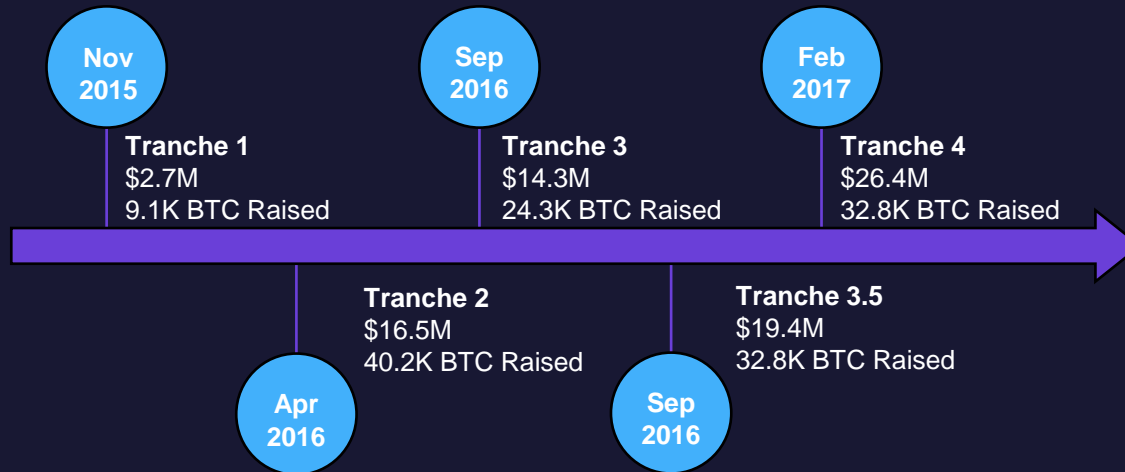 Nov
2015
Tranche 1
$2.7M
9.1K BTC Raised
Apr
2016
Tranche 2
$16.5M
40.2K BTC Raised
Sep
2016
Tranche 3
$14.3M
24.3K BTC Raised
Sep
2016
Tranche 3.5
$19.4M
32.8K BTC Raised
Feb
2017
Tranche 4
$26.4M
32.8K BTC Raised